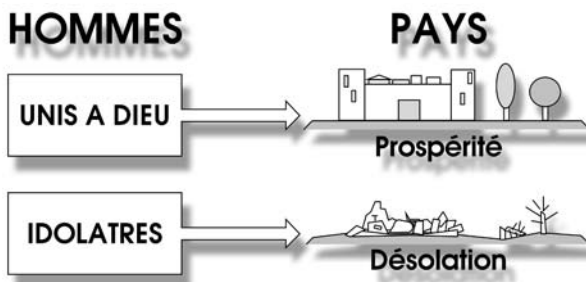 HOMMES
PAYS
UNIS A DIEU
Prospérité
IDOLATRES
Désolation